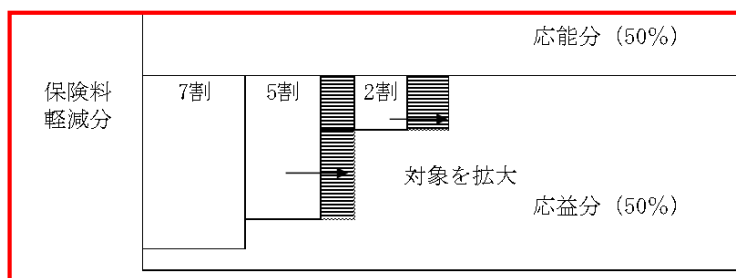 応能分（50％）
保険料
軽減分
7割
5割
2割
対象を拡大
応益分（50％）